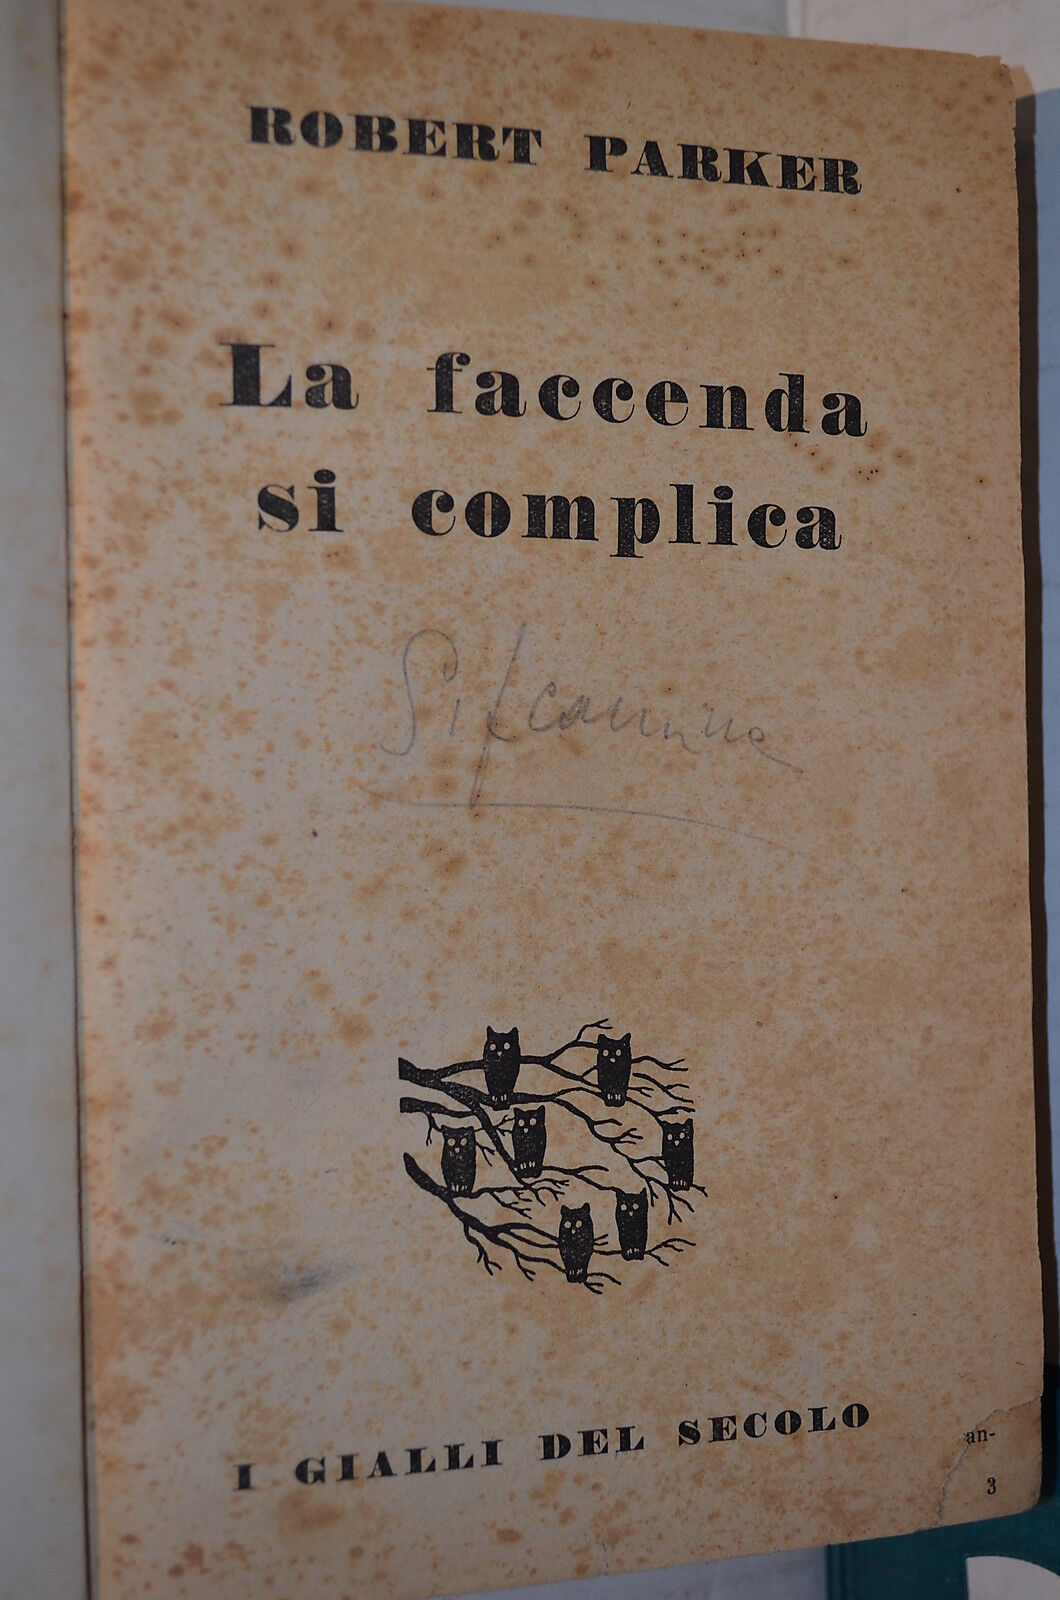 ROBERT PARKER
La faccenda
si complica
I GIALLI DEL SECOLO
an-
3